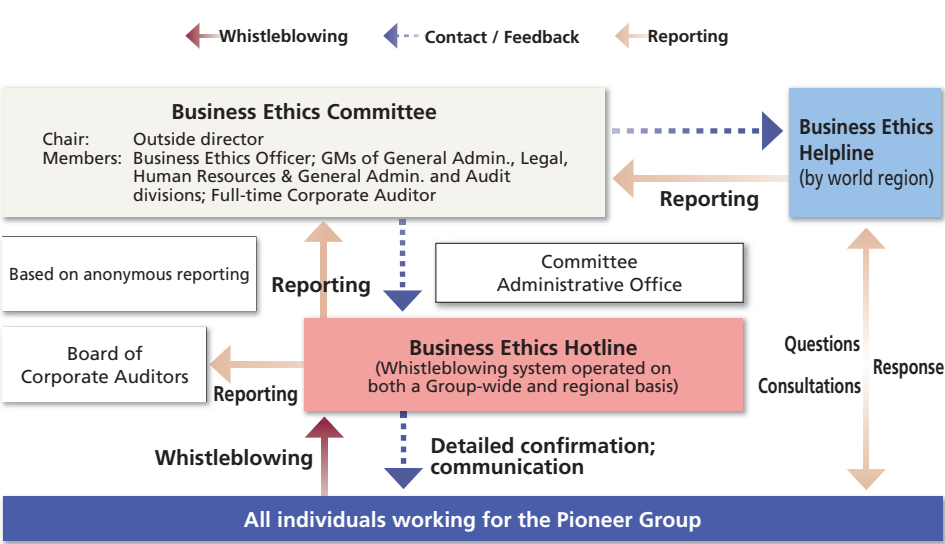 Whistleblowing
Contact / Feedback
Reporting
Business Ethics Committee
Chair: Outside director
Members: Business Ethics Officer; GMs of General Admin., Legal,
Human Resources & General Admin. and Audit
divisions; Full-time Corporate Auditor
Business Ethics
Helpline
(by world region)
Reporting
Based on anonymous reporting
Reporting
Committee
Administrative Office
Board of
Corporate Auditors
Reporting
Business Ethics Hotline
(Whistleblowing system operated on
both a Group-wide and regional basis)
Questions
Consultations
Response
Whistleblowing
Detailed confirmation;
communication
All individuals working for the Pioneer Group